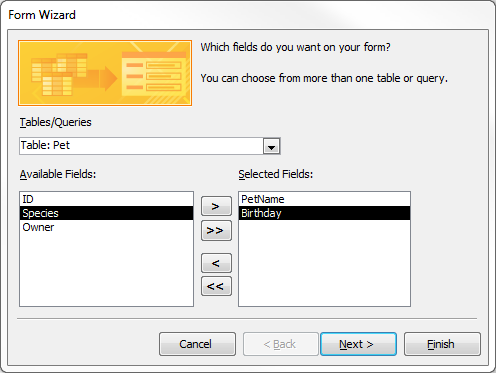 Form Wizard
Which fields do you want on your form?
You can choose from more than one table or query.
Tables/Queries
Table: Pet
Available Fields:
Selected Fields:
ID
Species
Owner
>
>>
<
<<
PetName
Birthday
Cancel
< Back
Next >
Finish